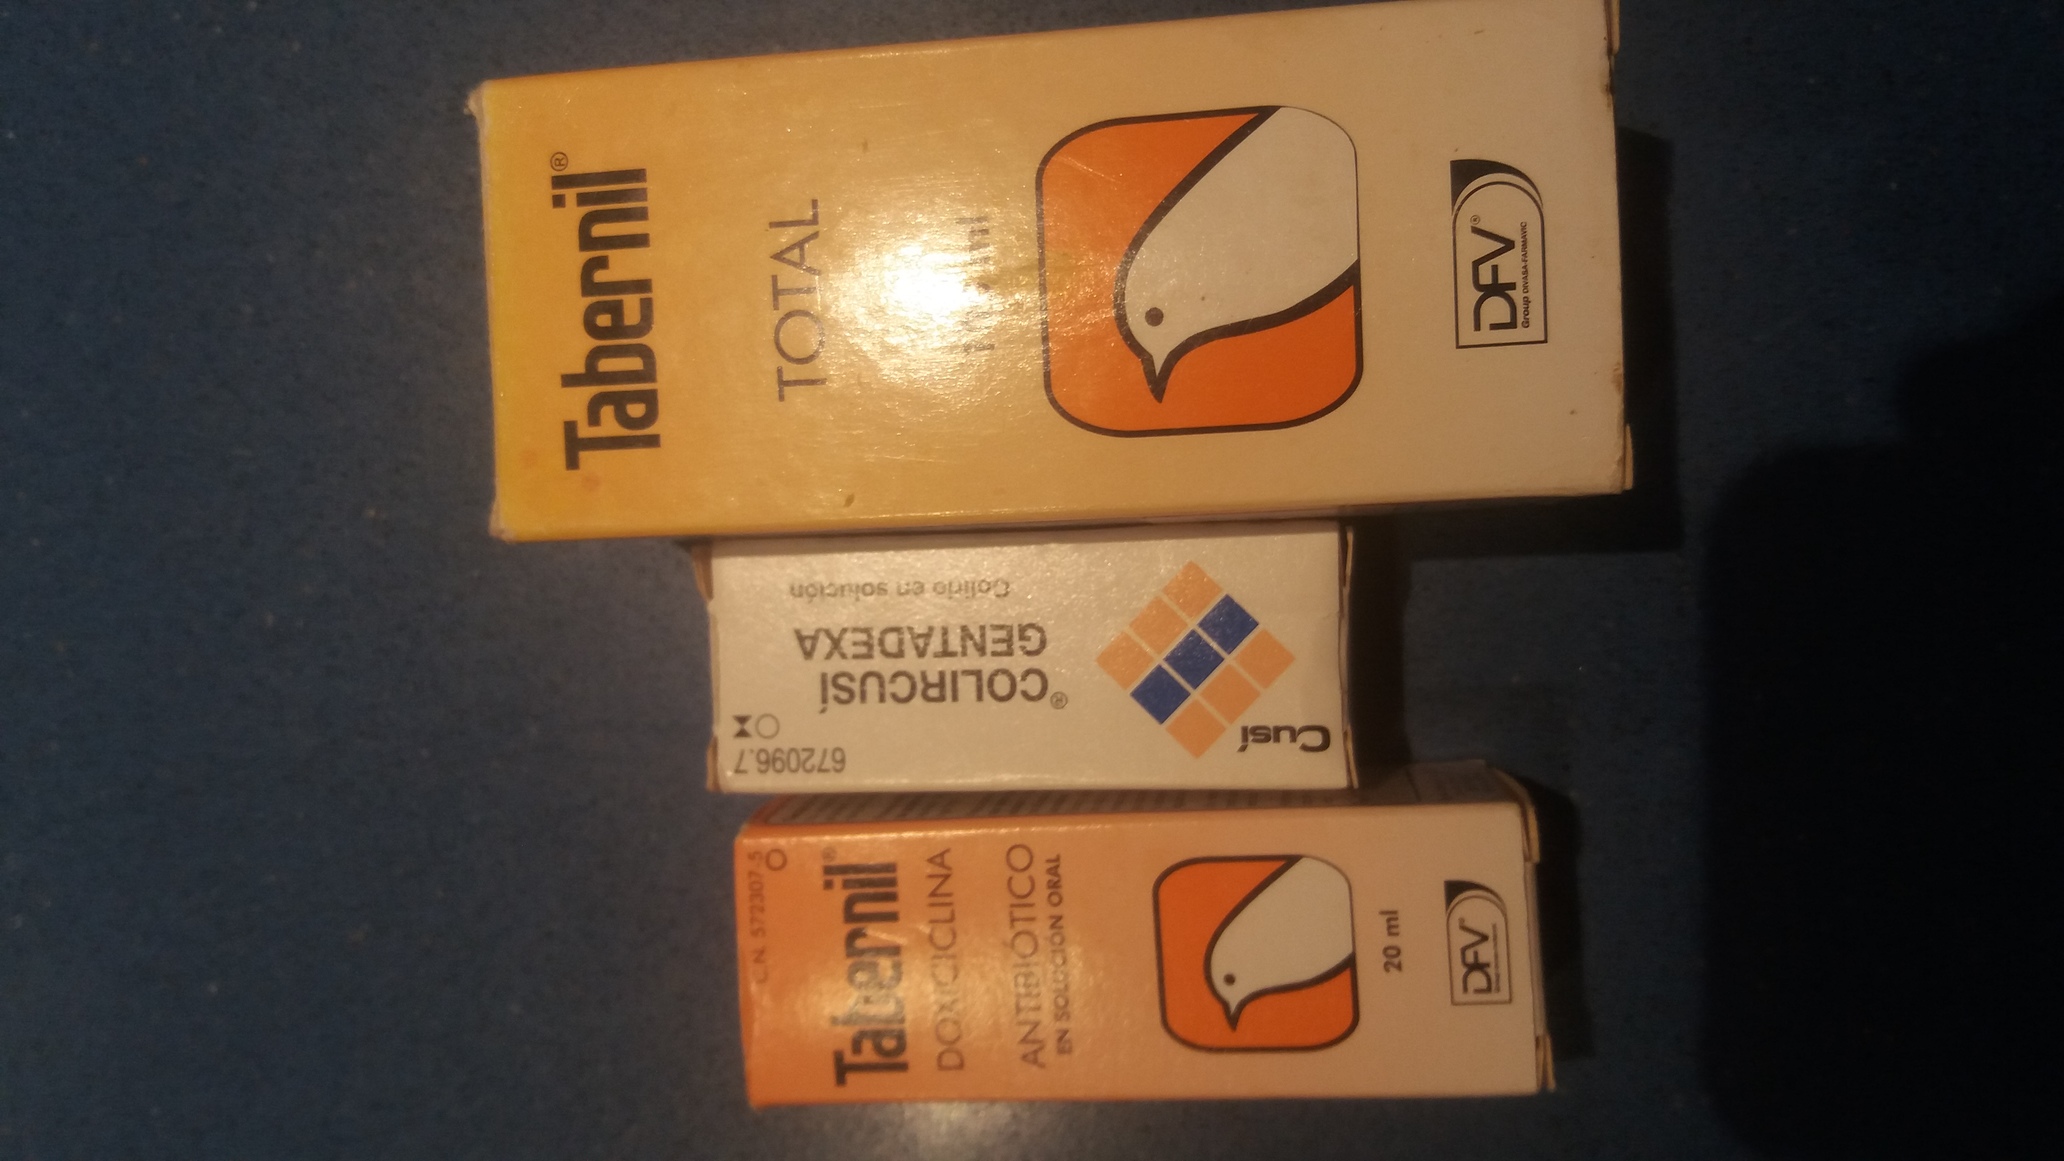 Tabernil®
TOTAL
ml
DFV®
Group DIVASA-FARMAVIC
672096.7
COLIRCUSÍ®
GENTADEXA
Colirio en solución
Cusí
C.N. 572307-5
Tabernil®
DOXICICLINA
ANTIBIÓTICO
EN SOLUCIÓN ORAL
20 ml
DFV®